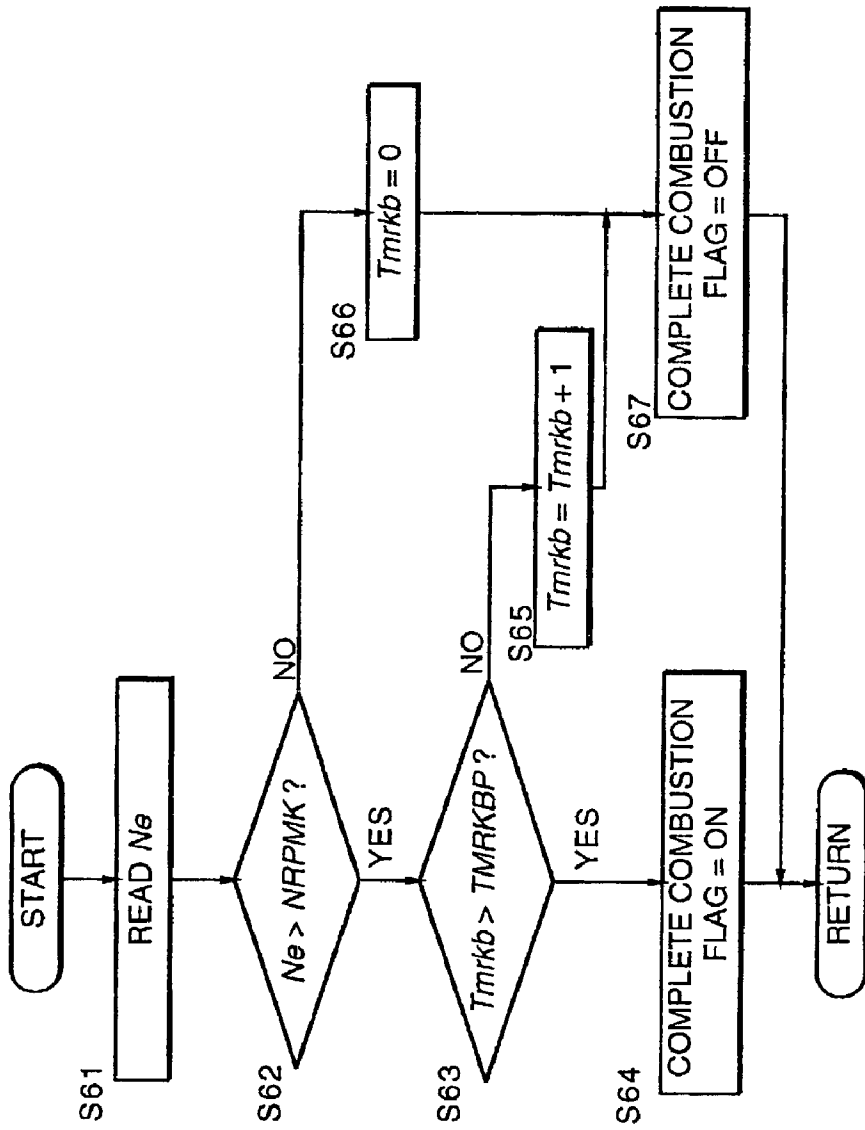 START
S61
READ Ne
S62
Ne > NRPMK?
NO
YES
S66
Tmrkb = 0
S63
Tmrkb > TMRKBP?
NO
YES
S65
Tmrkb = Tmrkb + 1
S64
COMPLETE COMBUSTION
FLAG = ON
S67
COMPLETE COMBUSTION
FLAG = OFF
RETURN